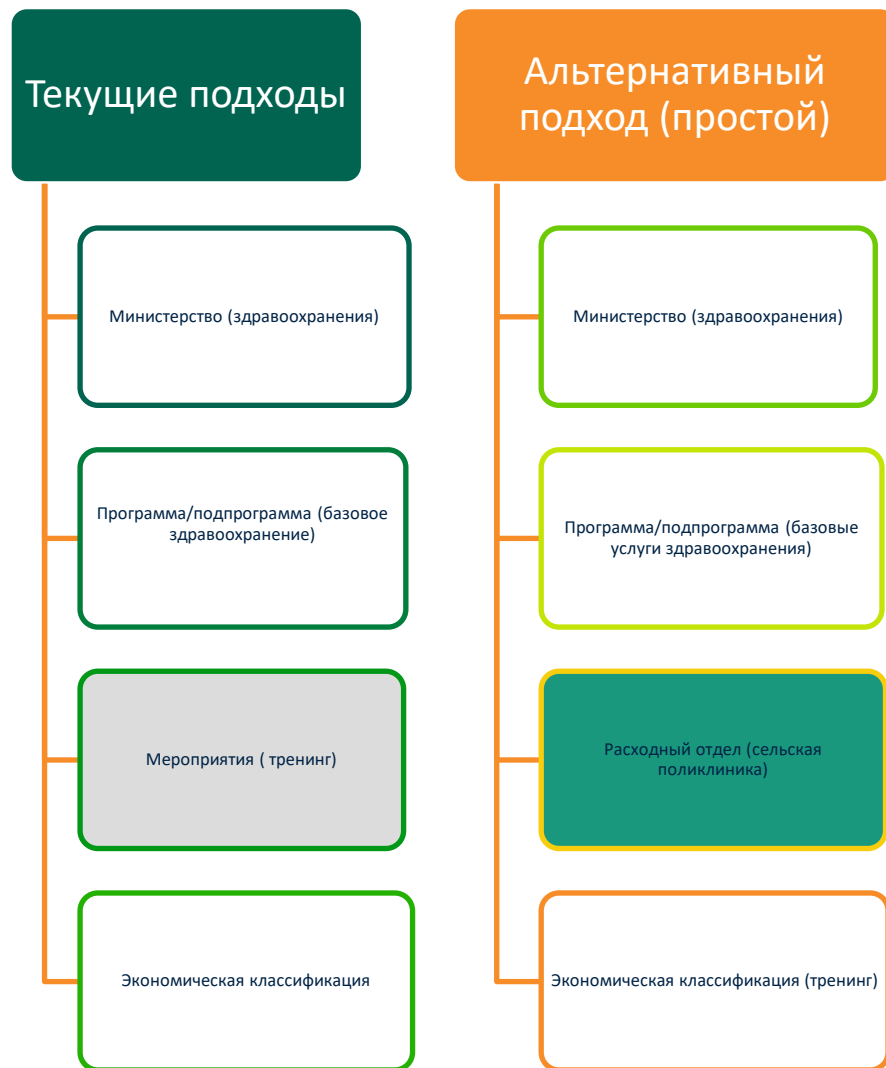 Текущие подходы
Министерство (здравоохранения)
Программа/подпрограмма (базовое
здравоохранение)
Мероприятия ( тренинг)
Экономическая классификация
Альтернативный
подход (простой)
Министерство (здравоохранения)
Программа/подпрограмма (базовые
услуги здравоохранения)
Расходный отдел (сельская
поликлиника)
Экономическая классификация (тренинг)